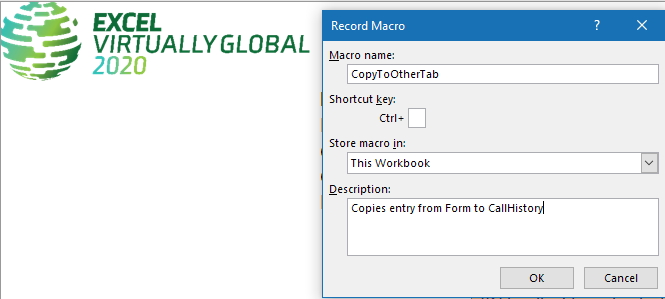 EXCEL
VIRTUALLY GLOBAL
2020
Record Macro
?
Macro name:
CopyToOtherTab
Shortcut key:
Ctrl+
Store macro in:
This Workbook
Description:
Copies entry from Form to CallHistory
OK
Cancel